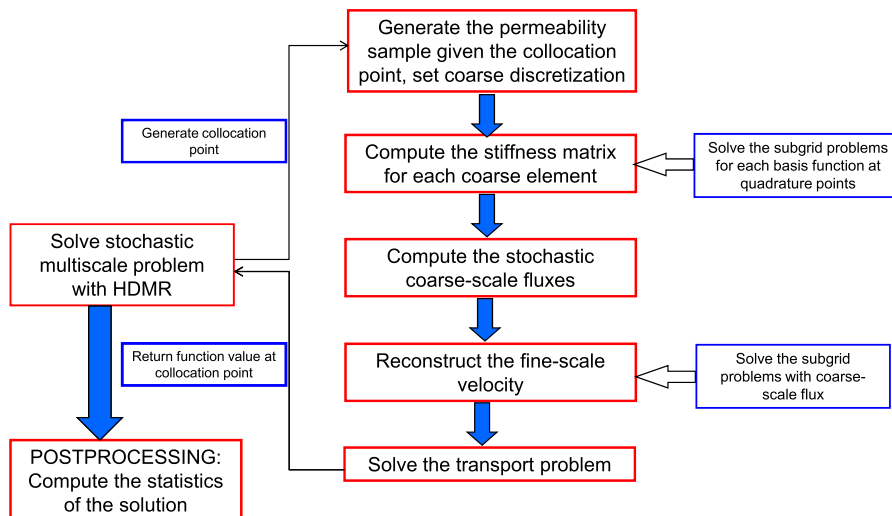 Generate the permeability
sample given the collocation
point, set coarse discretization
Generate collocation
point
Compute the stiffness matrix
for each coarse element
Solve the subgrid problems
for each basis function at
quadrature points
Solve stochastic
multiscale problem
with HDMR
Compute the stochastic
coarse-scale fluxes
Return function value at
collocation point
Reconstruct the fine-scale
velocity
Solve the subgrid
problems with coarse-
scale flux
POSTPROCESSING:
Compute the statistics
of the solution
Solve the transport problem